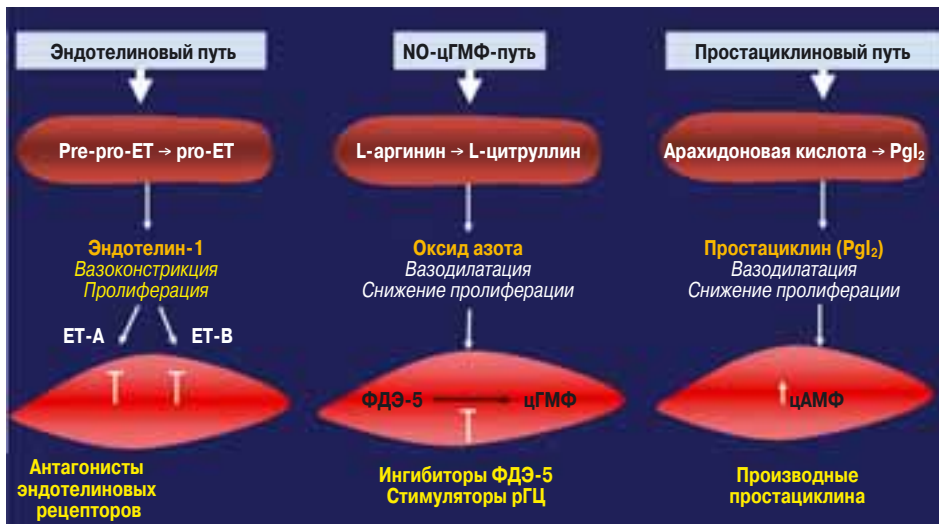 Эндотелиновый путь
Pre-pro-ET → pro-ET
Эндотелин-1
Вазоконстрикция
Пролиферация
ET-A
ET-B
Антагонисты
эндотелиновых
рецепторов
NO-цГМФ-путь
L-аргинин → L-цитруллин
Оксид азота
Вазодилатация
Снижение пролиферации
ФДЭ-5
цГМФ
Ингибиторы ФДЭ-5
Стимуляторы рГЦ
Простациклиновый путь
Арахидоновая кислота → PgI₂
Простациклин (PgI₂)
Вазодилатация
Снижение пролиферации
цАМФ
Производные
простациклина